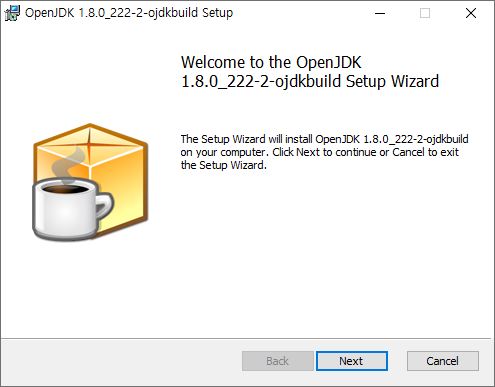 OpenJDK 1.8.0_222-2-ojdkbuild Setup
Welcome to the OpenJDK
1.8.0_222-2-ojdkbuild Setup Wizard
The Setup Wizard will install OpenJDK 1.8.0_222-2-ojdkbuild
on your computer. Click Next to continue or Cancel to exit
the Setup Wizard.
Back
Next
Cancel